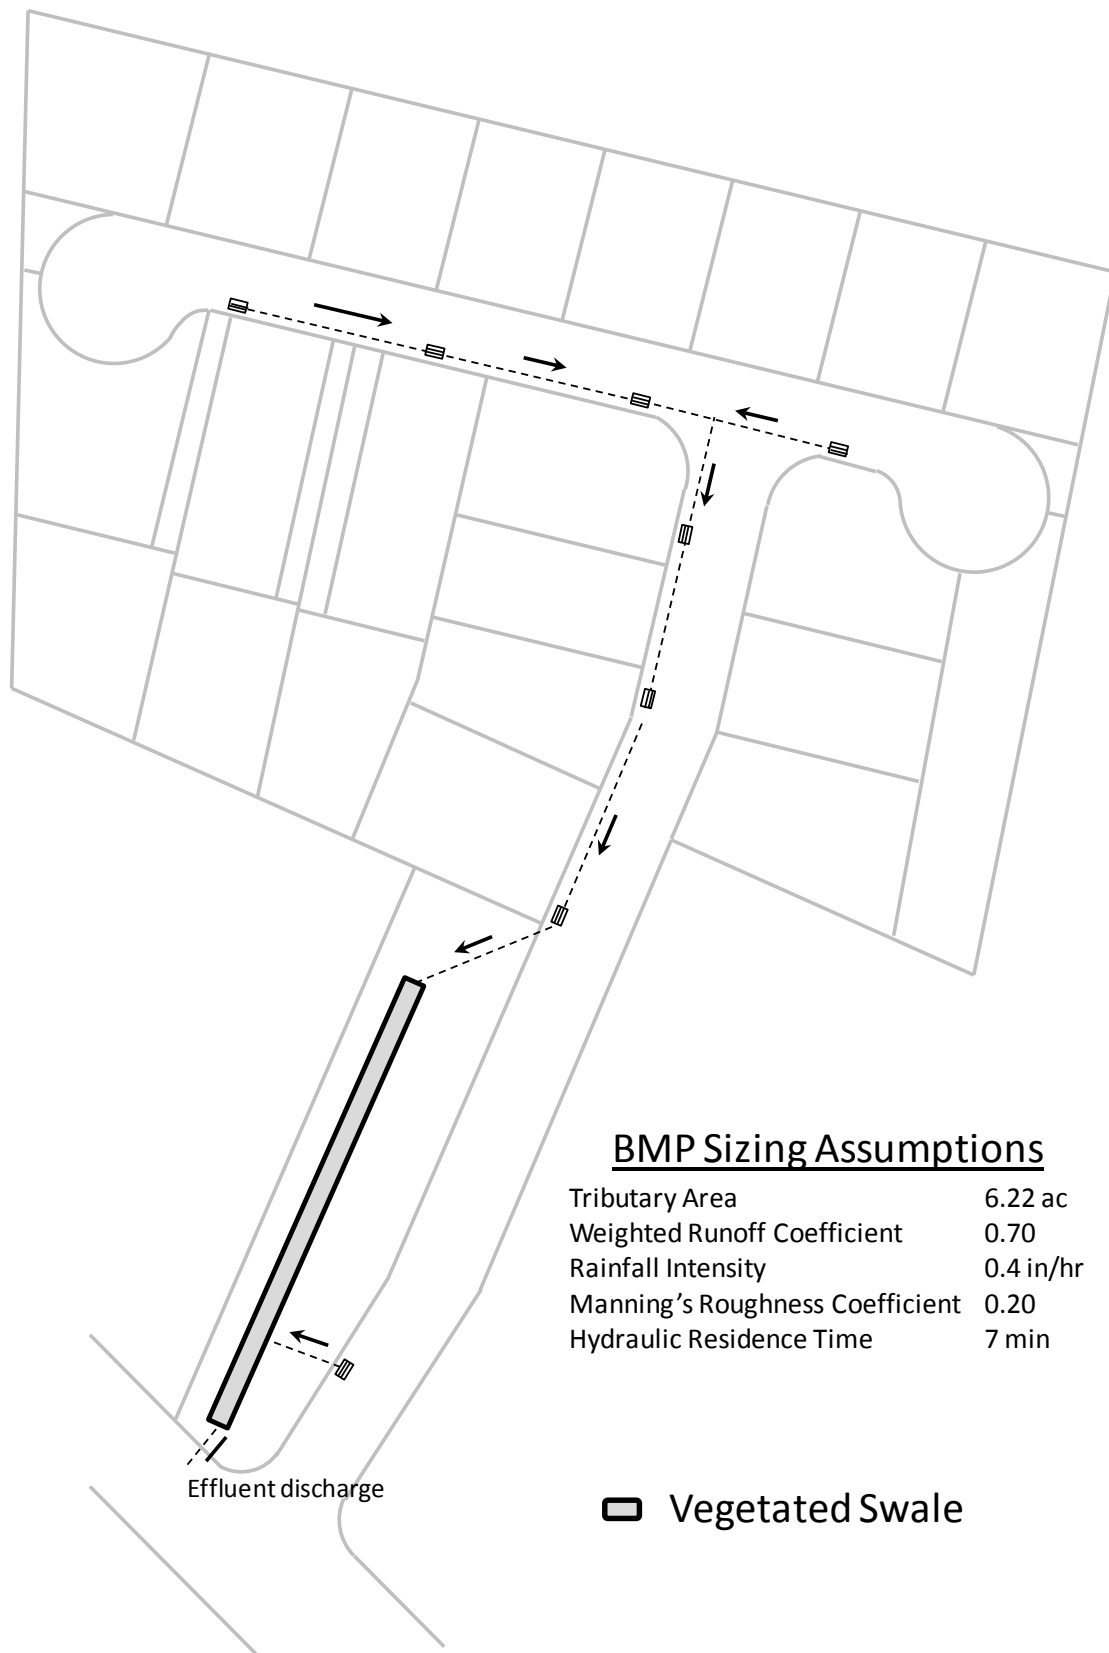 BMP Sizing Assumptions
Tributary Area 6.22 ac
Weighted Runoff Coefficient 0.70
Rainfall Intensity 0.4 in/hr
Manning’s Roughness Coefficient 0.20
Hydraulic Residence Time 7 min
Effluent discharge
Vegetated Swale